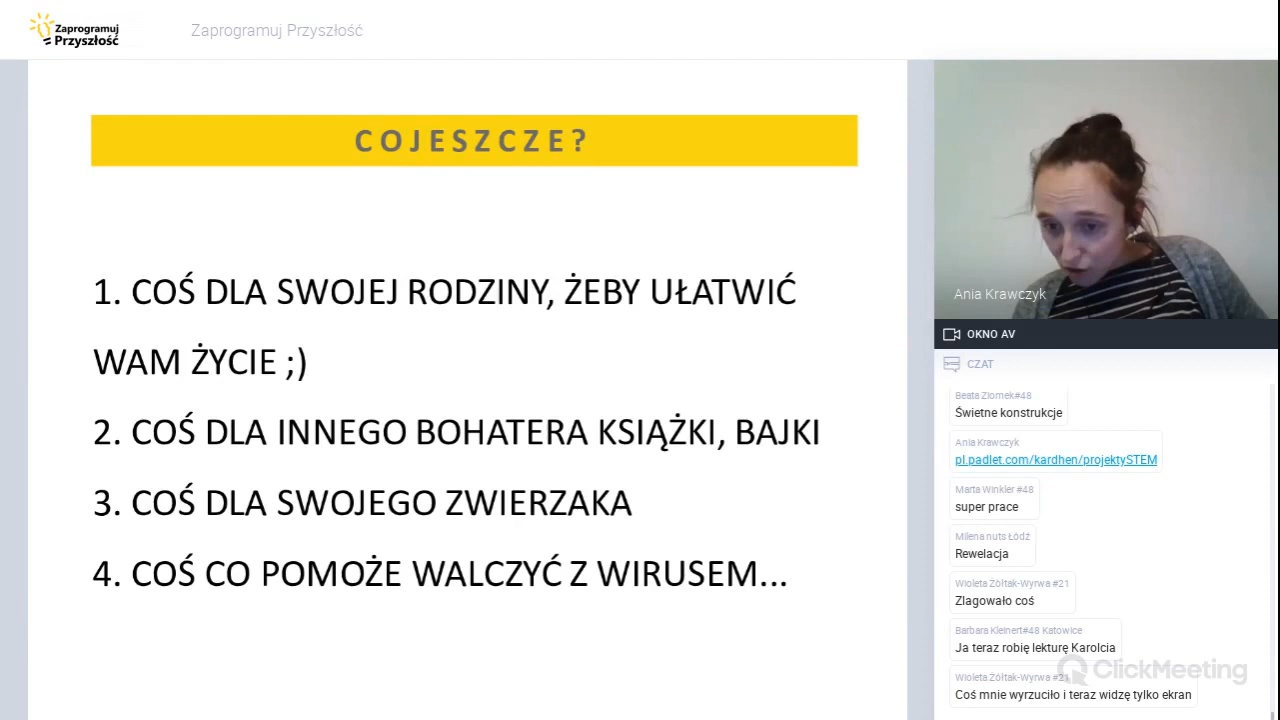 Zaprogramuj
Przyszłość
Zaprogramuj Przyszłość
COJESZCZE?
1. COŚ DLA SWOJEJ RODZINY, ŻEBY UŁATWIĆ
WAM ŻYCIE ;)
2. COŚ DLA INNEGO BOHATERA KSIĄŻKI, BAJKI
3. COŚ DLA SWOJEGO ZWIERZAKA
4. COŚ CO POMOŻE WALCZYĆ Z WIRUSEM...
Ania Krawczyk
OKNO AV
CZAT
Beata Ziomek#48
Świetne konstrukcje
Ania Krawczyk
pl.padlet.com/kardhen/projektySTEM
Marta Winkler #48
super prace
Milena nuts Łódź
Rewelacja
Wioleta Żółtak-Wyrwa #21
Zlagowało coś
Barbara Kleinert#48 Katowice
Ja teraz robię lekturę Karolcia
Wioleta Żółtak-Wyrwa #21
Coś mnie wyrzuciło i teraz widzę tylko ekran
ClickMeeting